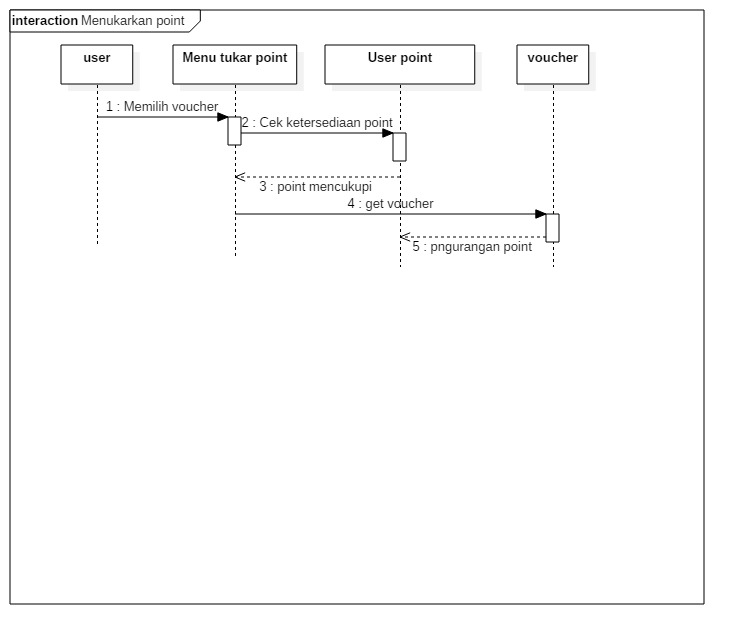 interaction Menukarkan point
user
Menu tukar point
User point
voucher
1 : Memilih voucher
2 : Cek ketersediaan point
3 : point mencukupi
4 : get voucher
5 : pngurangan point